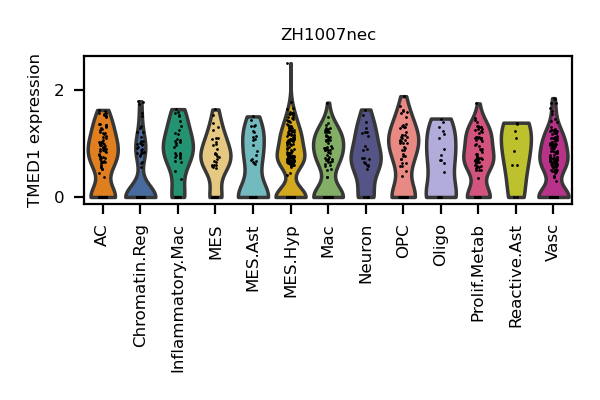 ZH1007nec
TMED1 expression
2
0
AC
Chromatin.Reg
Inflammatory.Mac
MES
MES.Ast
MES.Hyp
Mac
Neuron
OPC
Oligo
Prolif.Metab
Reactive.Ast
Vasc